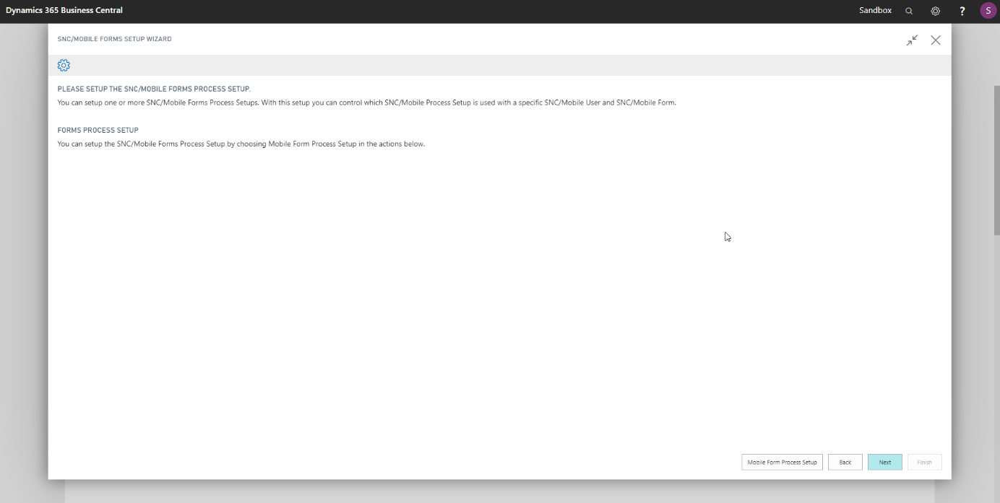 Dynamics 365 Business Central
Sandbox
?
S
SNC/MOBILE FORMS SETUP WIZARD
PLEASE SETUP THE SNC/MOBILE FORMS PROCESS SETUP.
You can setup one or more SNC/Mobile Forms Process Setups. With this setup you can control which SNC/Mobile Process Setup is used with a specific SNC/Mobile User and SNC/Mobile Form.
FORMS PROCESS SETUP
You can setup the SNC/Mobile Forms Process Setup by choosing Mobile Form Process Setup in the actions below.
Mobile Form Process Setup
Back
Next
Finish